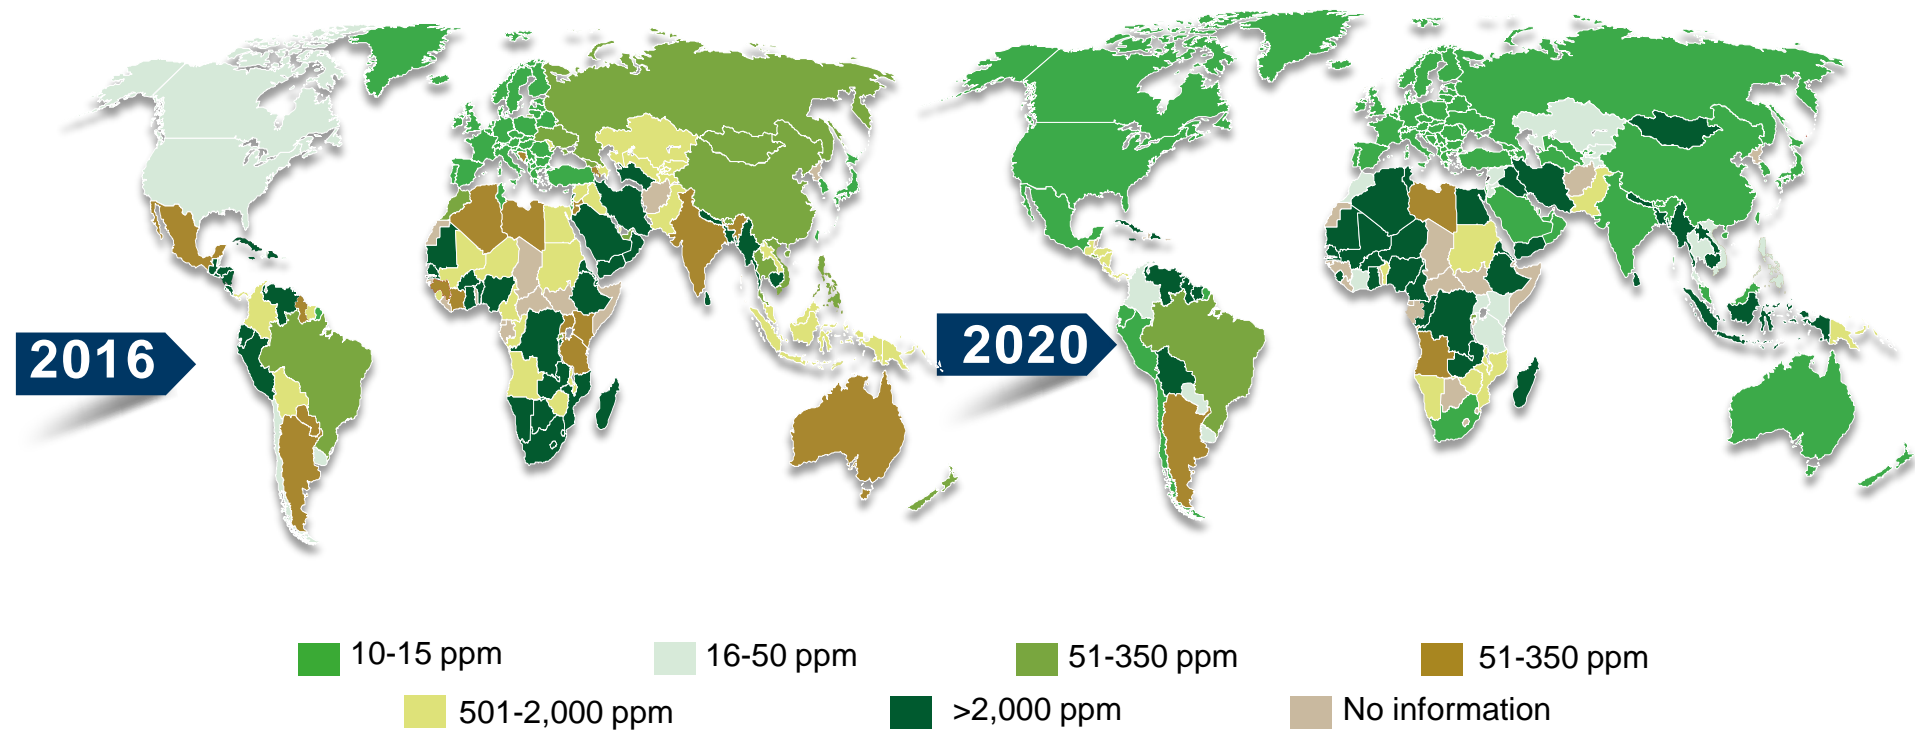 2016
2020
10-15 ppm
16-50 ppm
51-350 ppm
51-350 ppm
501-2,000 ppm
>2,000 ppm
No information